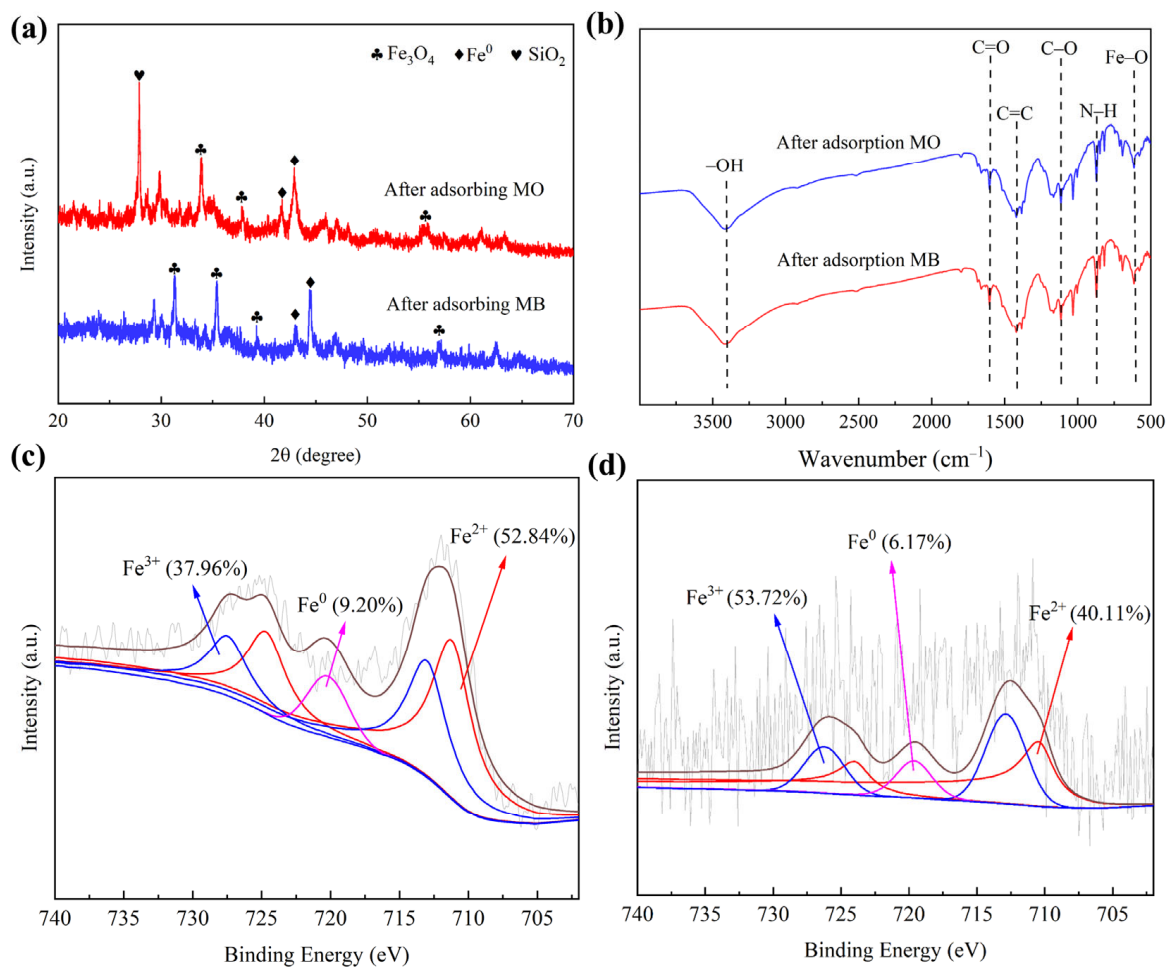 (a)
♣ Fe₃O₄ ♦ Fe⁰ ♥ SiO₂
After adsorbing MO
After adsorbing MB
Intensity (a.u.)
20 30 40 50 60 70
2θ (degree)
(b)
C=O C–O Fe–O
C=C N–H
–OH
After adsorption MO
After adsorption MB
Intensity (a.u.)
3500 3000 2500 2000 1500 1000 500
Wavenumber (cm⁻¹)
(c)
Fe²⁺ (52.84%)
Fe³⁺ (37.96%)
Fe⁰ (9.20%)
Intensity (a.u.)
740 735 730 725 720 715 710 705
Binding Energy (eV)
(d)
Fe⁰ (6.17%)
Fe³⁺ (53.72%)
Fe²⁺ (40.11%)
Intensity (a.u.)
740 735 730 725 720 715 710 705
Binding Energy (eV)